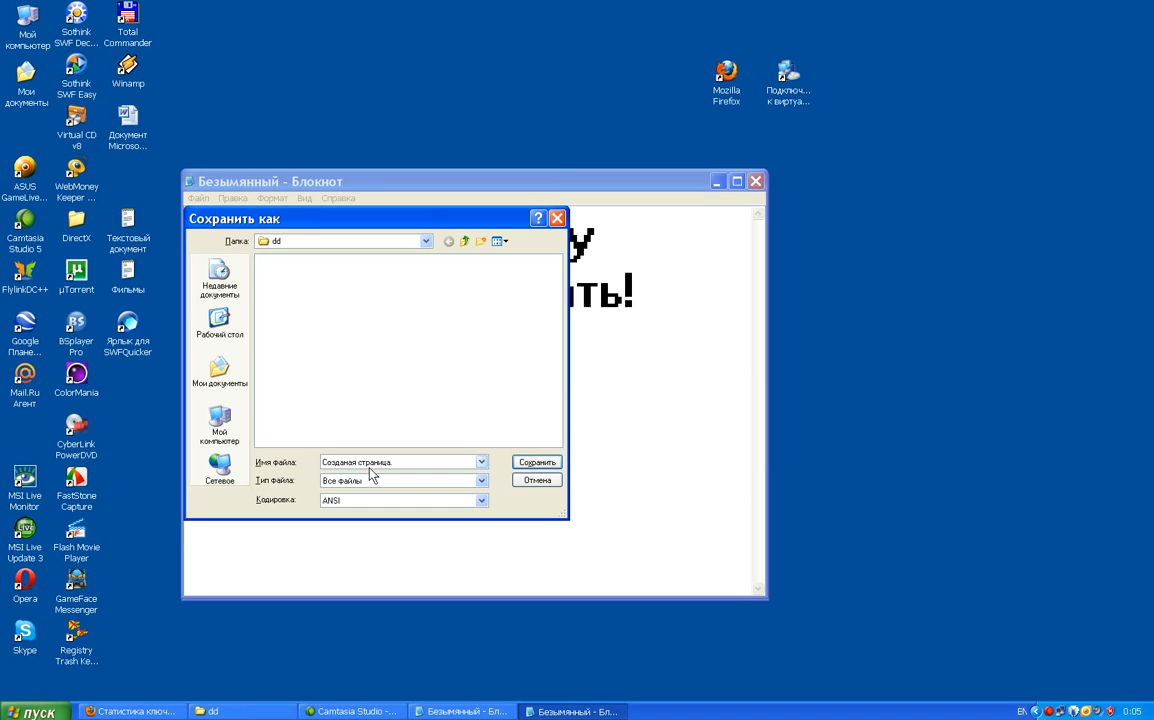 Мой
компьютер
Sothink
SWF Dec...
Total
Commander
Мои
документы
Sothink
SWF Easy
Winamp
Virtual CD
v8
Документ
Microso...
ASUS
GameLive...
WebMoney
Keeper ...
Camtasia
Studio 5
DirectX
Текстовый
документ
FlylinkDC++
µTorrent
Фильмы
Google
Плане...
BSplayer
Pro
Ярлык для
SWFQuicker
Mail.Ru
Агент
ColorMania
CyberLink
PowerDVD
MSI Live
Monitor
FastStone
Capture
MSI Live
Update 3
Flash Movie
Player
Opera
GameFace
Messenger
Skype
Registry
Trash Ke...
Mozilla
Firefox
Подключ...
к виртуа...
Безымянный - Блокнот
Файл Правка Формат Вид Справка
у
ить!
Сохранить как
Папка: dd
Недавние
документы
Рабочий стол
Мои документы
Мой
компьютер
Сетевое
Имя файла: Созданая страница. Сохранить
Тип файла: Все файлы Отмена
Кодировка: ANSI
пуск Статистика ключ... dd Camtasia Studio -... Безымянный - Бл... Безымянный - Бл... EN 0:05